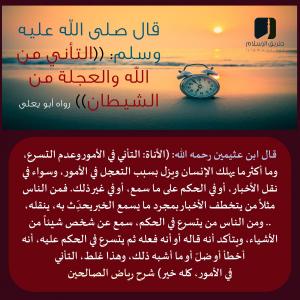 طريق الإسلام
قال صلى الله عليه
وسلم: ((التأني من
الله والعجلة من
الشيطان)) رواه أبو يعلى
قال ابن عثيمين رحمه الله: (الأناة: التأني في الأمور وعدم التسرع،
وما أكثر ما يهلك الإنسان ويزل بسبب التعجل في الأمور، وسواء في
نقل الأخبار، أو في الحكم على ما سمع، أو في غير ذلك. فمن الناس
مثلاً من يتخطف الأخبار بمجرد ما يسمع الخبر يحدث به، ينقله،
.. ومن الناس من يتسرع في الحكم، سمع عن شخص شيئاً من
الأشياء، ويتأكد أنه قاله أو أنه فعله ثم يتسرع في الحكم عليه، أنه
أخطأ أو ضل أو ما أشبه ذلك، وهذا غلط، التأني
في الأمور، كله خير) شرح رياض الصالحين